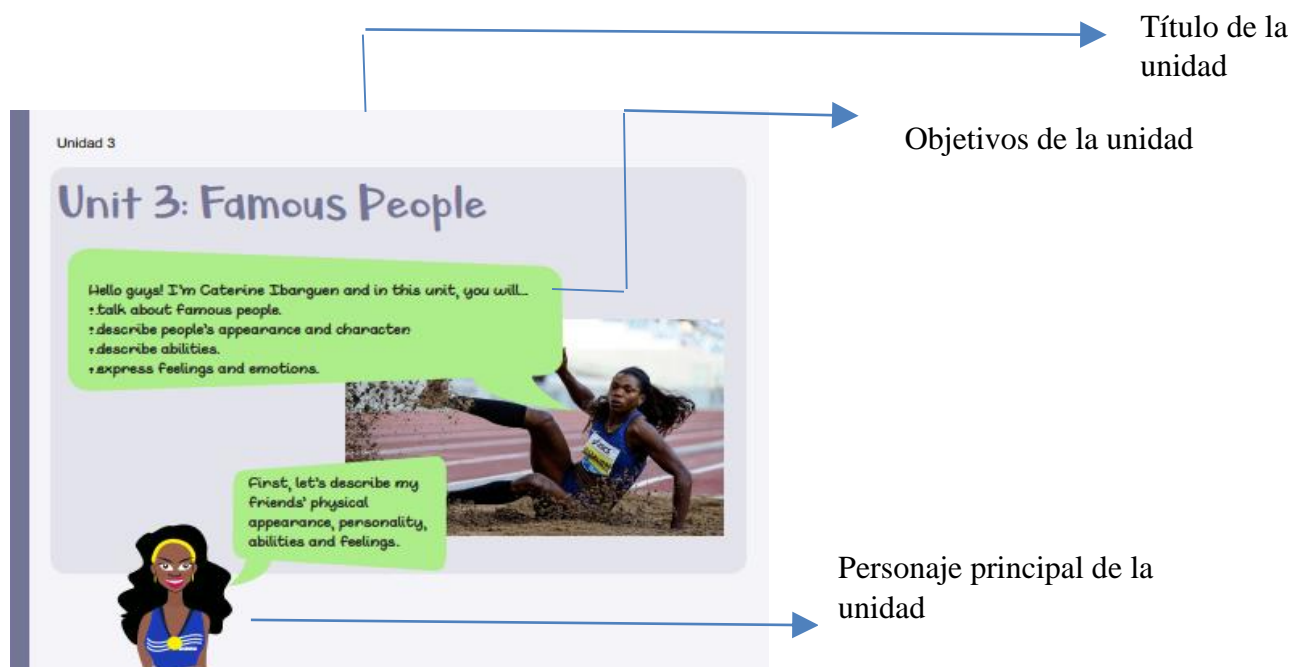 Título de la
unidad
Objetivos de la unidad
Unidad 3
Unit 3: Famous People
Hello guys! I'm Caterine Ibarguen and in this unit, you will...
• talk about famous people.
• describe people's appearance and character.
• describe abilities.
• express feelings and emotions.
asics
First, let's describe my
friends' physical
appearance, personality,
abilities and feelings.
Personaje principal de la
unidad